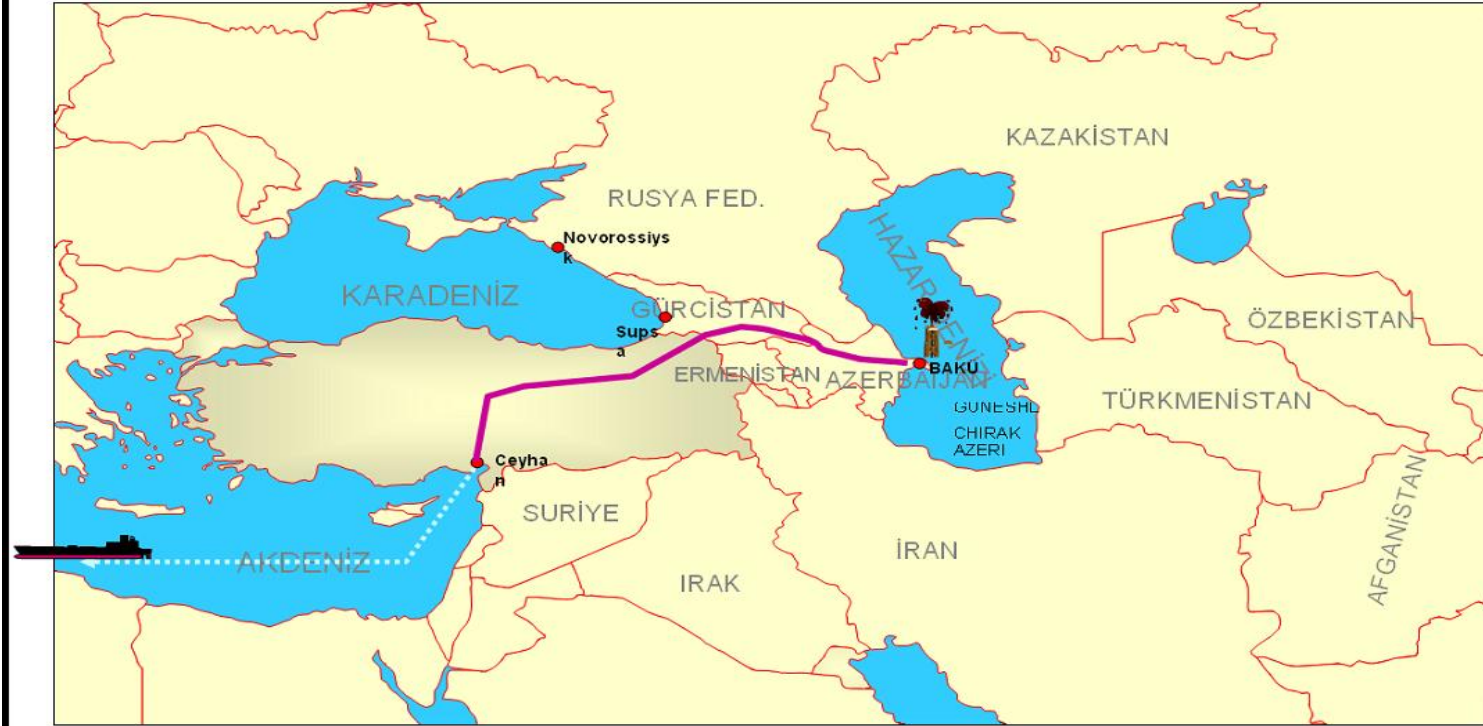 KAZAKİSTAN
RUSYA FED.
Novorossiys
k
HAZAR DENİZİ
KARADENİZ
GÜRCİSTAN
Sups
a
ÖZBEKİSTAN
BAKÜ
ERMENİSTAN
AZERBAIJAN
TÜRKMENİSTAN
GUNESHL
CHIRAK
AZERI
Ceyha
n
SURİYE
AFGANİSTAN
İRAN
AKDENİZ
IRAK